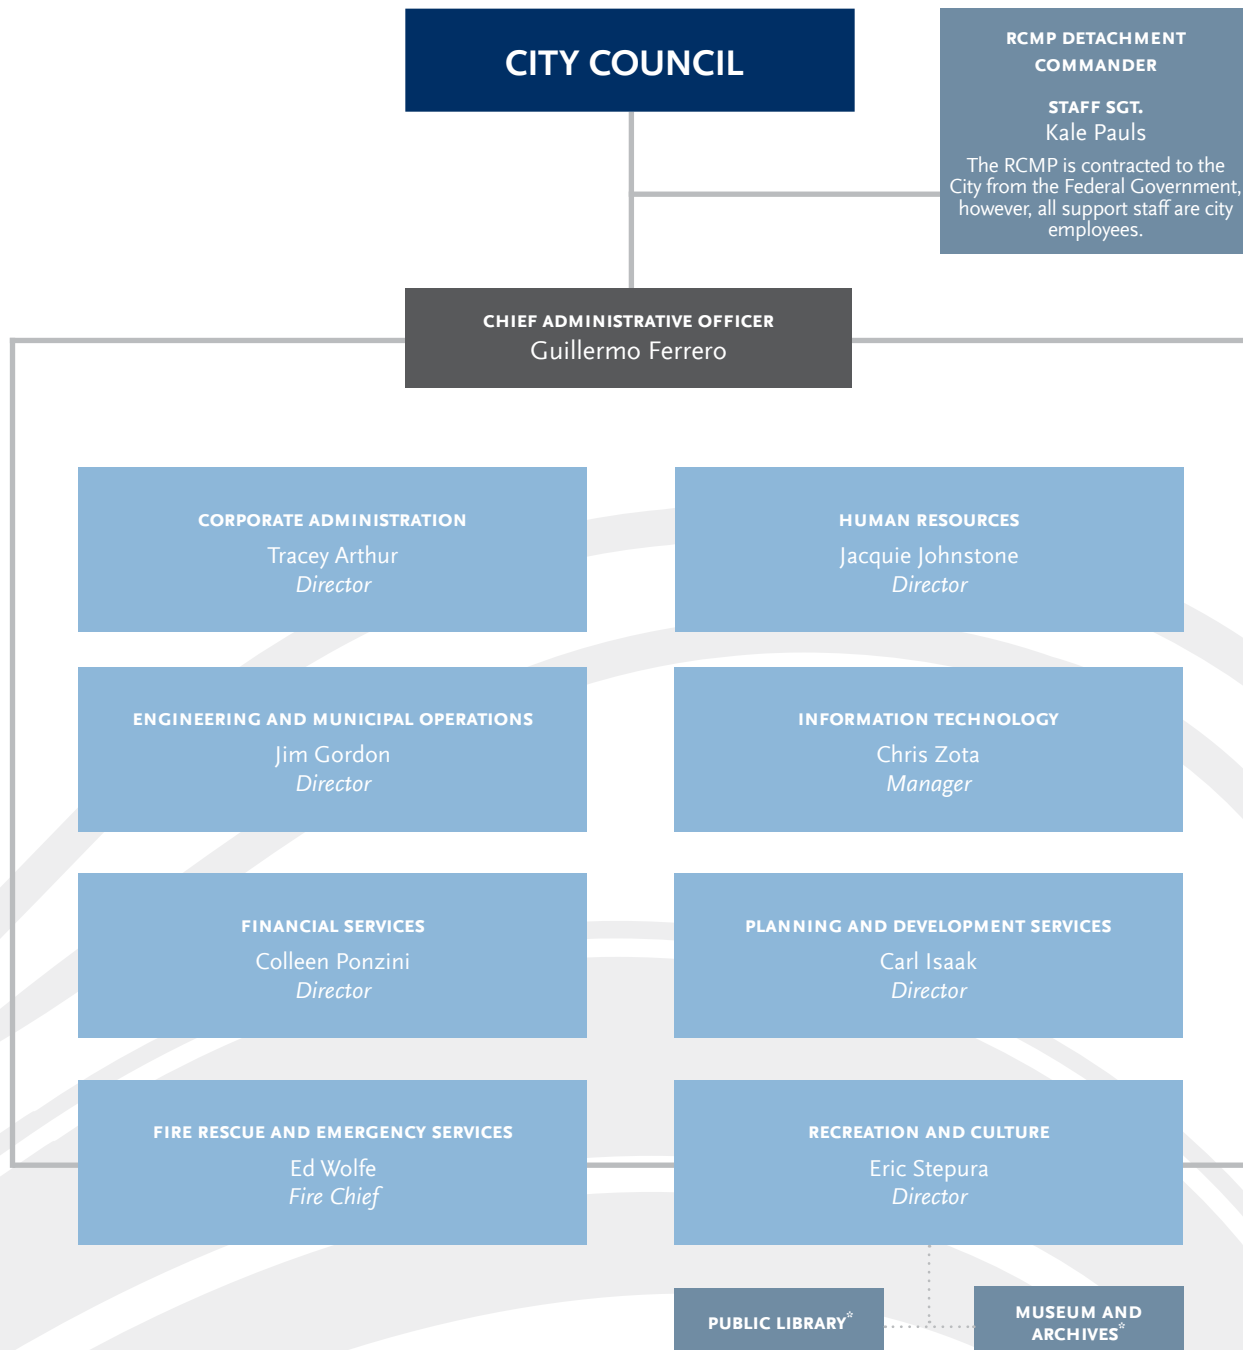 CITY COUNCIL
RCMP DETACHMENT
COMMANDER
STAFF SGT.
Kale Pauls
The RCMP is contracted to the
City from the Federal Government,
however, all support staff are city
employees.
CHIEF ADMINISTRATIVE OFFICER
Guillermo Ferrero
CORPORATE ADMINISTRATION
Tracey Arthur
Director
HUMAN RESOURCES
Jacquie Johnstone
Director
ENGINEERING AND MUNICIPAL OPERATIONS
Jim Gordon
Director
INFORMATION TECHNOLOGY
Chris Zota
Manager
FINANCIAL SERVICES
Colleen Ponzini
Director
PLANNING AND DEVELOPMENT SERVICES
Carl Isaak
Director
FIRE RESCUE AND EMERGENCY SERVICES
Ed Wolfe
Fire Chief
RECREATION AND CULTURE
Eric Stepura
Director
PUBLIC LIBRARY*
MUSEUM AND
ARCHIVES*